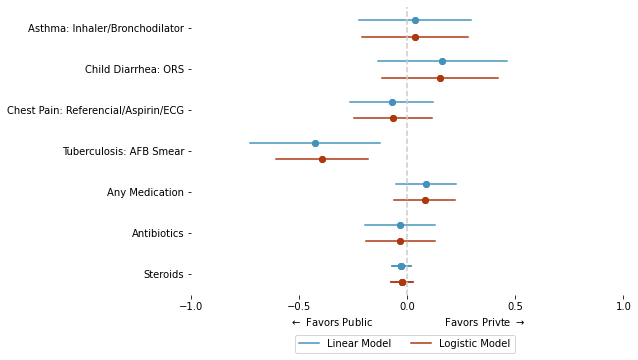 Asthma: Inhaler/Bronchodilator
Child Diarrhea: ORS
Chest Pain: Referencial/Aspirin/ECG
Tuberculosis: AFB Smear
Any Medication
Antibiotics
Steroids
−1.0 −0.5 0.0 0.5 1.0
← Favors Public Favors Privte →
Linear Model Logistic Model